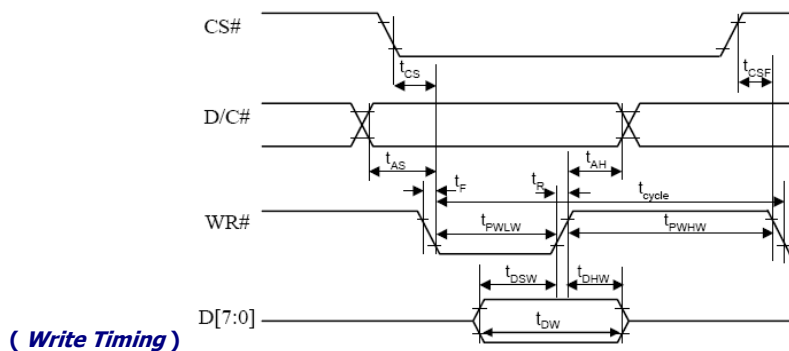 CS#
t_CS t_CSF
D/C#
t_AS t_AH
t_F t_R t_cycle
WR# t_PWLW t_PWHW
t_DSW t_DHW
D[7:0] t_DW
( Write Timing )